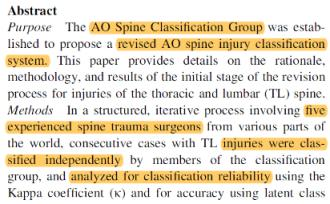 Abstract
Purpose The AO Spine Classification Group was estab-
lished to propose a revised AO spine injury classification
system. This paper provides details on the rationale,
methodology, and results of the initial stage of the revision
process for injuries of the thoracic and lumbar (TL) spine.
Methods In a structured, iterative process involving five
experienced spine trauma surgeons from various parts of
the world, consecutive cases with TL injuries were clas-
sified independently by members of the classification
group, and analyzed for classification reliability using the
Kappa coefficient (κ) and for accuracy using latent class